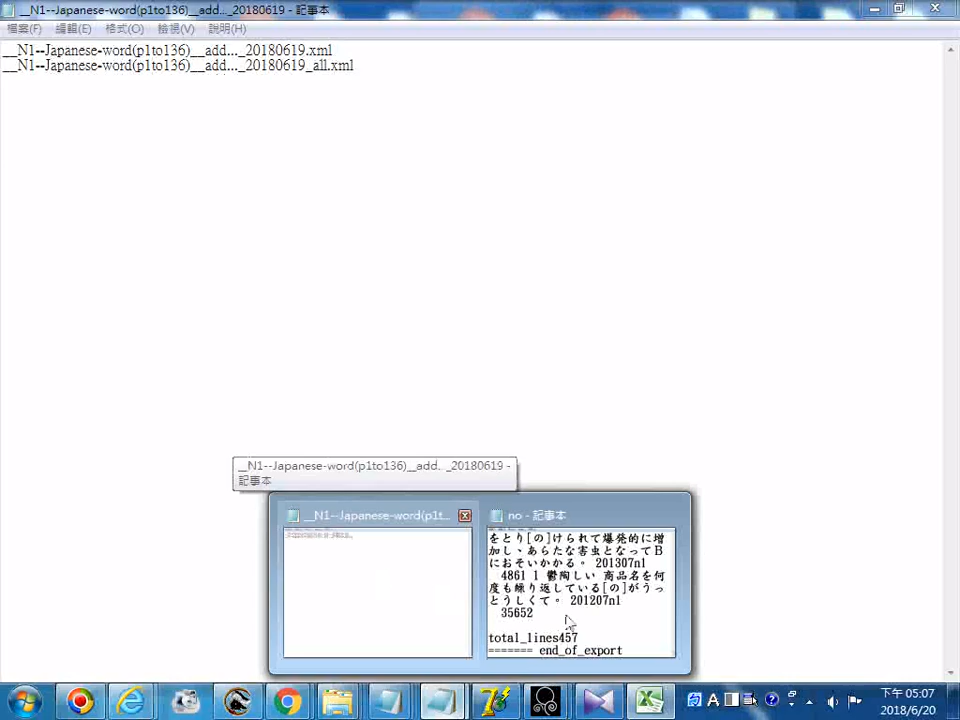 __N1--Japanese-word(p1to136)__add..._20180619 - 記事本
檔案(F) 編輯(E) 格式(O) 檢視(V) 說明(H)
__N1--Japanese-word(p1to136)__add..._20180619.xml
__N1--Japanese-word(p1to136)__add..._20180619_all.xml
__N1--Japanese-word(p1to136)__add..._20180619 -
記事本
__N1--Japanese-word(p1t...
no - 記事本
をとり[の]けられて爆発的に増
加し、あらたな害虫となってB
におそいかかる。 201307n1
4861 1 鬱陶しい 商品名を何
度も繰り返している[の]がうっ
とうしくて。 201207n1
35652
total_lines457
======= end_of_export
A
下午 05:07
2018/6/20